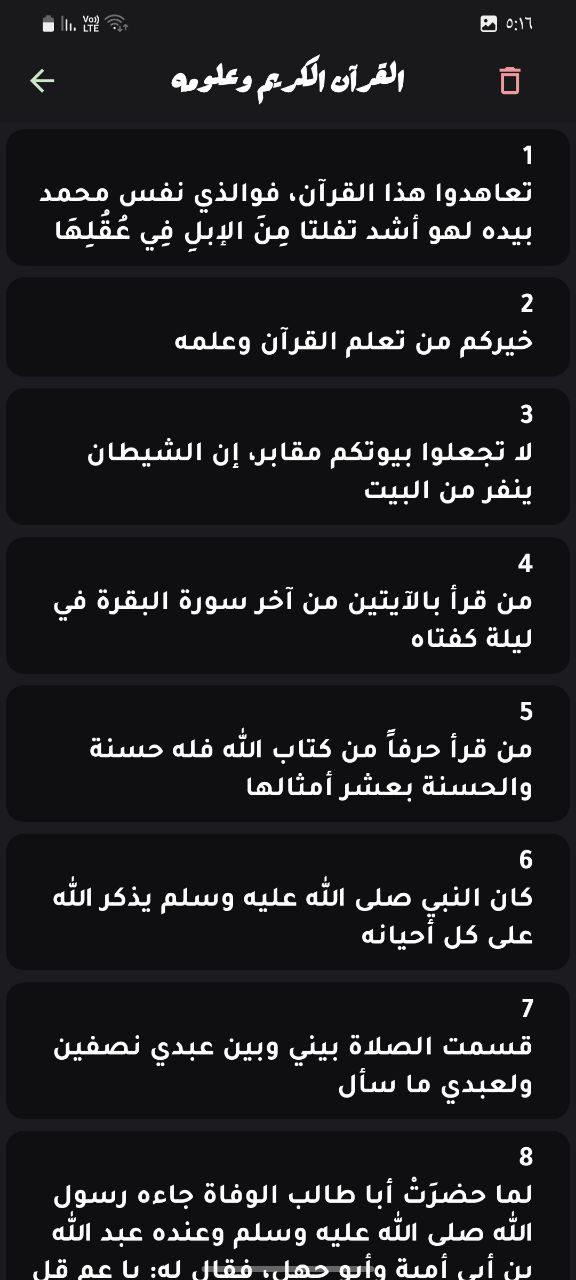 ٥:١٦
Vo)) LTE
القرآن الكريم وعلومه
1
تعاهدوا هذا القرآن، فوالذي نفس محمد
بيده لهو أشد تفلتا مِنَ الإبلِ فِي عُقُلِهَا
2
خيركم من تعلم القرآن وعلمه
3
لا تجعلوا بيوتكم مقابر، إن الشيطان
ينفر من البيت
4
من قرأ بالآيتين من آخر سورة البقرة في
ليلة كفتاه
5
من قرأ حرفاً من كتاب الله فله حسنة
والحسنة بعشر أمثالها
6
كان النبي صلى الله عليه وسلم يذكر الله
على كل أحيانه
7
قسمت الصلاة بيني وبين عبدي نصفين
ولعبدي ما سأل
8
لما حضرَتْ أبا طالب الوفاة جاءه رسول
الله صلى الله عليه وسلم وعنده عبد الله
بن أبي أمية وأبو جهل، فقال له: يا عم قل